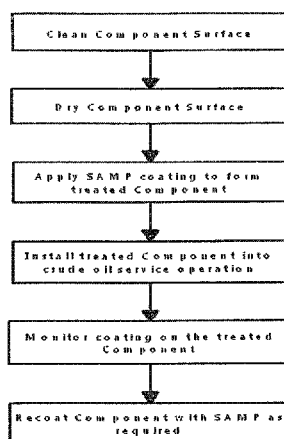 Clean Component Surface
Dry Component Surface
Apply SAMP coating to form
treated Component
Install treated Component into
crude oil service operation
Monitor coating on the treated
Component
Recoat Component with SAMP as
required